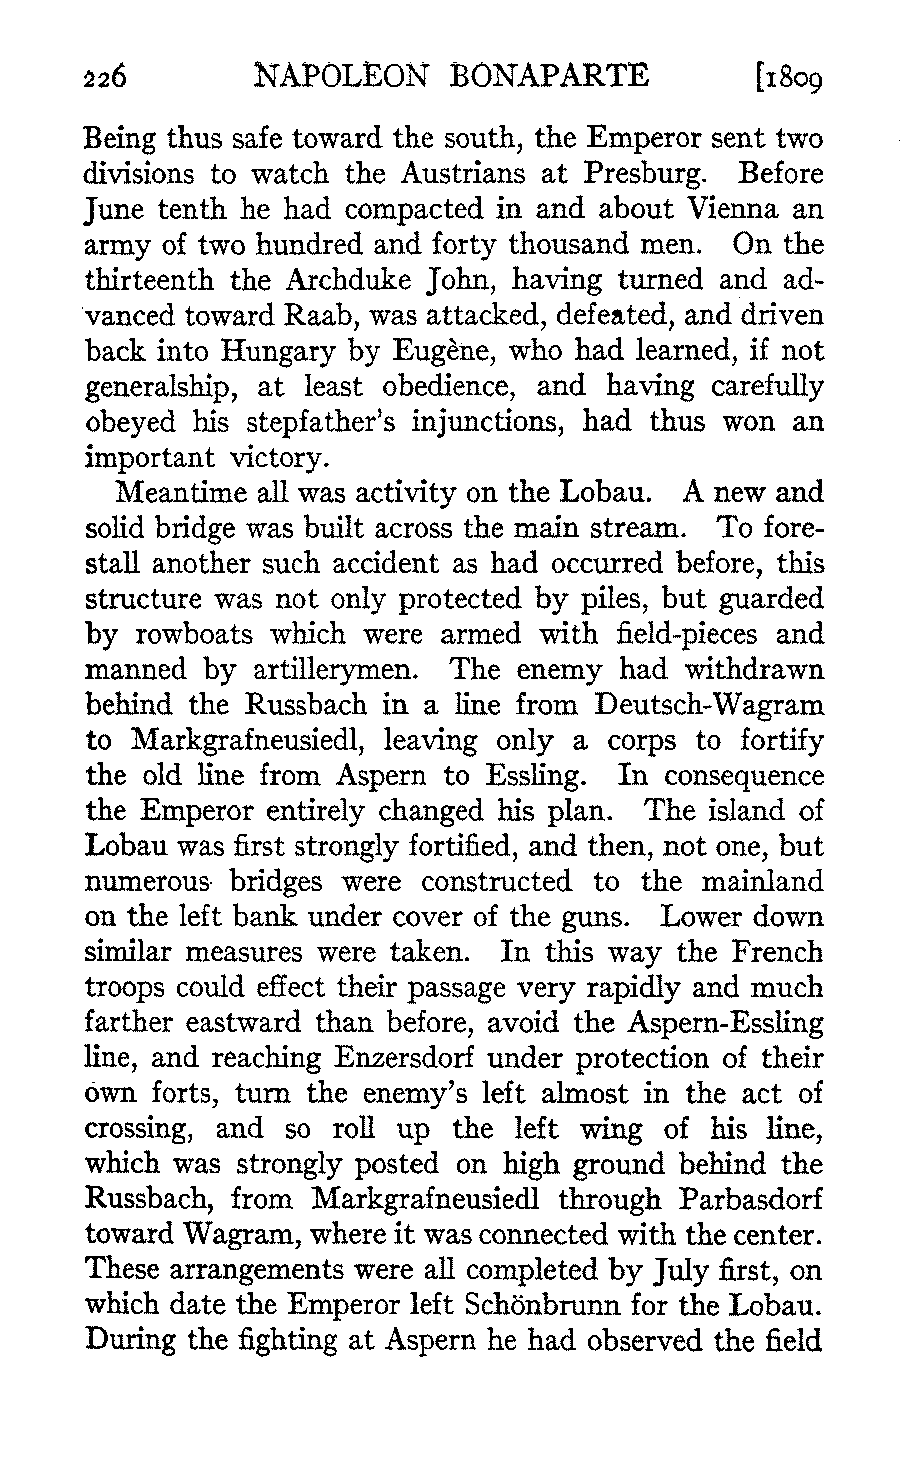 226 NAPOLEON BONAPARTE [1809
Being thus safe toward the south, the Emperor sent two
divisions to watch the Austrians at Presburg. Before
June tenth he had compacted in and about Vienna an
army of two hundred and forty thousand men. On the
thirteenth the Archduke John, having turned and ad-
vanced toward Raab, was attacked, defeated, and driven
back into Hungary by Eugène, who had learned, if not
generalship, at least obedience, and having carefully
obeyed his stepfather's injunctions, had thus won an
important victory.
Meantime all was activity on the Lobau. A new and
solid bridge was built across the main stream. To fore-
stall another such accident as had occurred before, this
structure was not only protected by piles, but guarded
by rowboats which were armed with field-pieces and
manned by artillerymen. The enemy had withdrawn
behind the Russbach in a line from Deutsch-Wagram
to Markgrafneusiedl, leaving only a corps to fortify
the old line from Aspern to Essling. In consequence
the Emperor entirely changed his plan. The island of
Lobau was first strongly fortified, and then, not one, but
numerous bridges were constructed to the mainland
on the left bank under cover of the guns. Lower down
similar measures were taken. In this way the French
troops could effect their passage very rapidly and much
farther eastward than before, avoid the Aspern-Essling
line, and reaching Enzersdorf under protection of their
own forts, turn the enemy's left almost in the act of
crossing, and so roll up the left wing of his line,
which was strongly posted on high ground behind the
Russbach, from Markgrafneusiedl through Parbasdorf
toward Wagram, where it was connected with the center.
These arrangements were all completed by July first, on
which date the Emperor left Schönbrunn for the Lobau.
During the fighting at Aspern he had observed the field